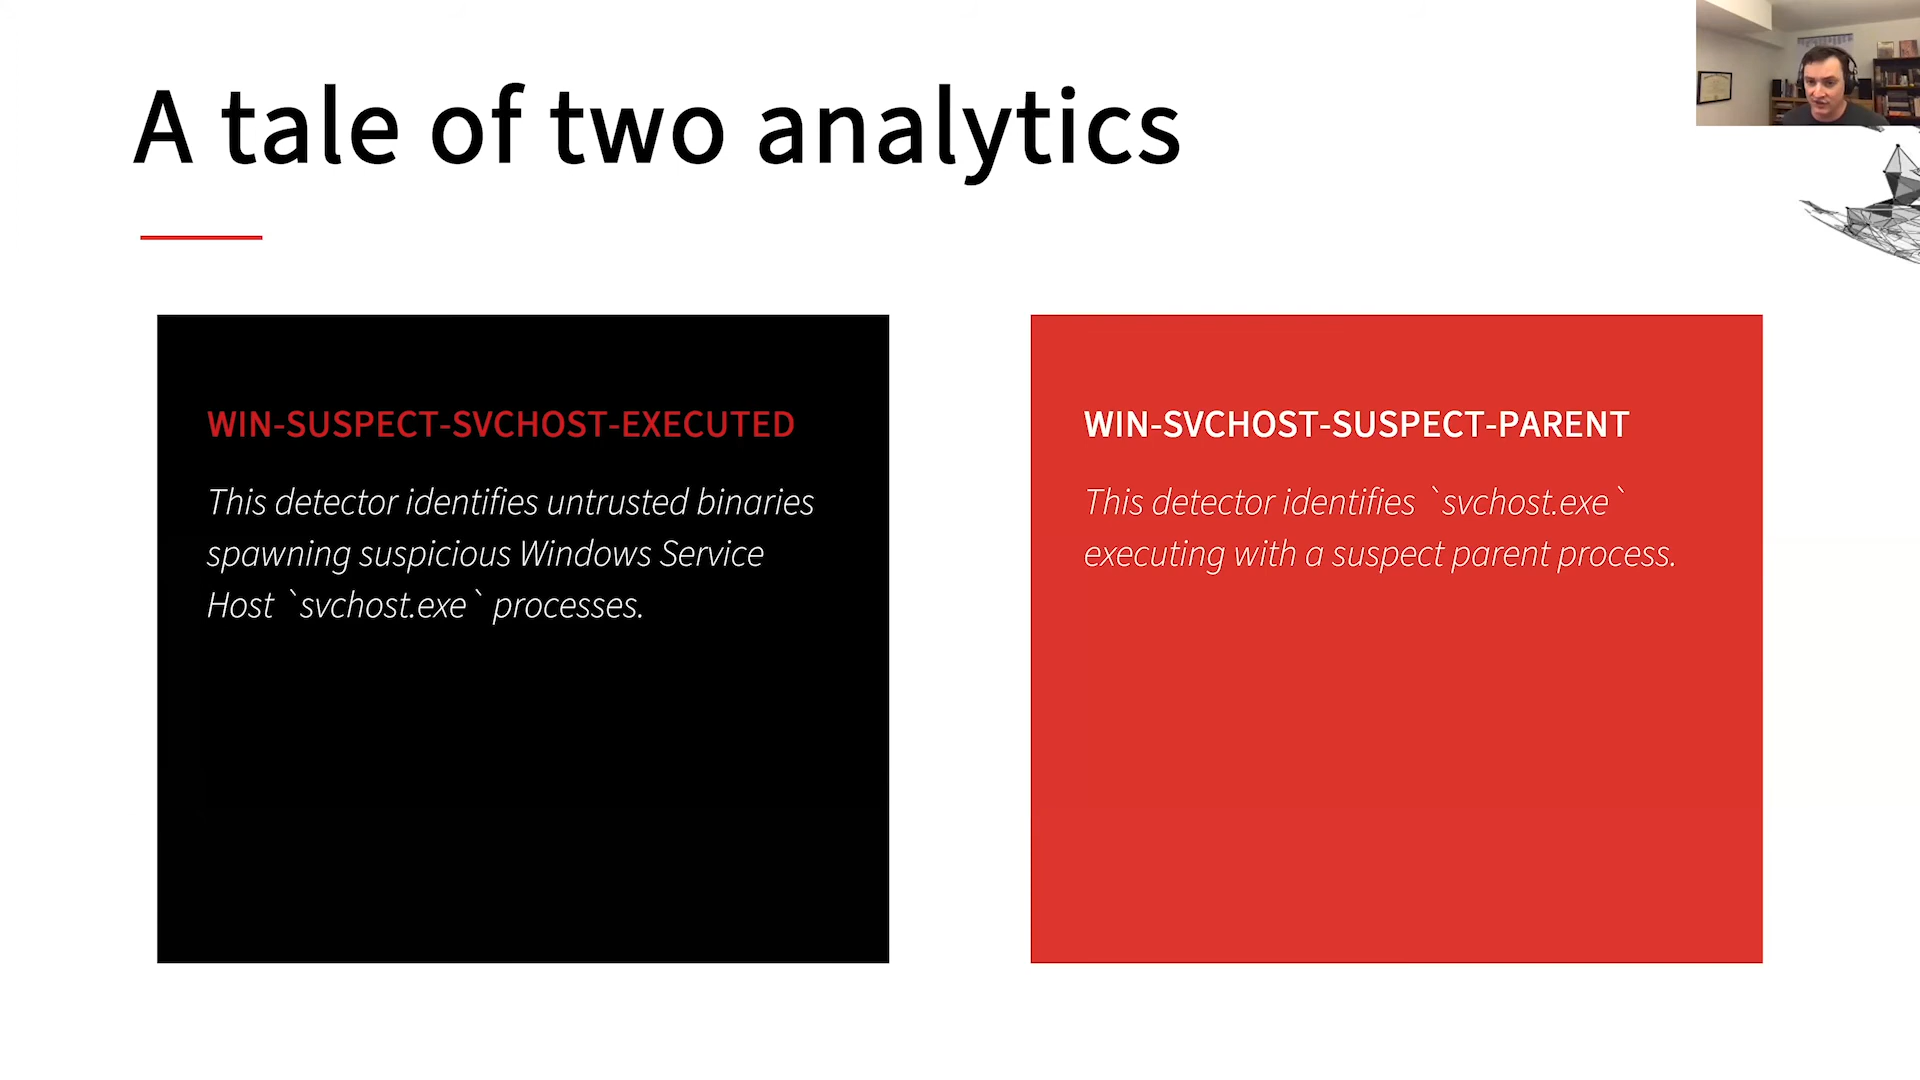 A tale of two analytics
WIN-SUSPECT-SVCHOST-EXECUTED
This detector identifies untrusted binaries
spawning suspicious Windows Service
Host `svchost.exe` processes.
WIN-SVCHOST-SUSPECT-PARENT
This detector identifies `svchost.exe`
executing with a suspect parent process.